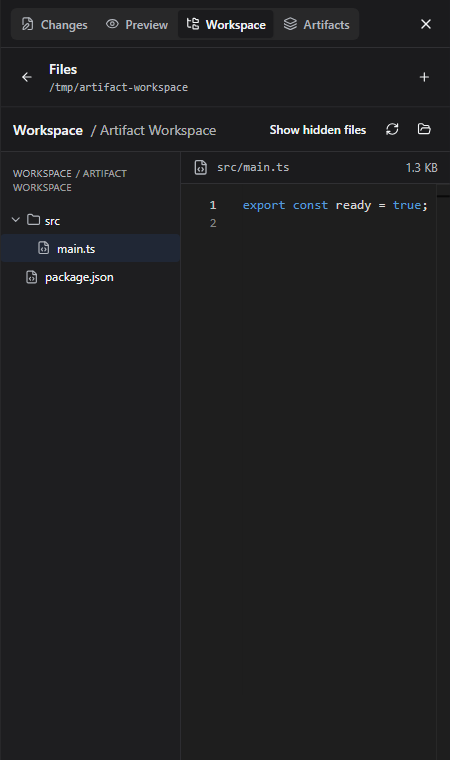 Changes Preview Workspace Artifacts
Files
/tmp/artifact-workspace
Workspace / Artifact Workspace Show hidden files
WORKSPACE / ARTIFACT
WORKSPACE
src
main.ts
package.json
src/main.ts 1.3 KB
1 export const ready = true;
2